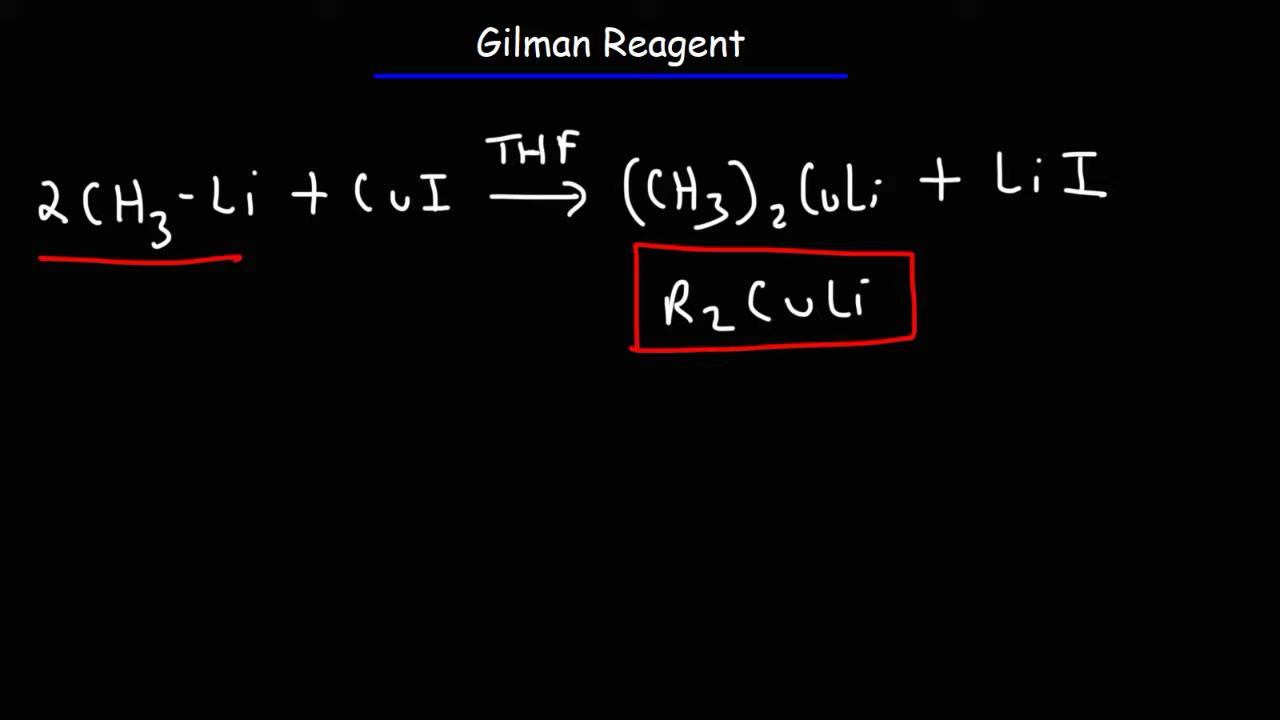 Gilman Reagent
THF
2CH₃-Li + CuI ⟶ (CH₃)₂CuLi + LiI
R₂CuLi